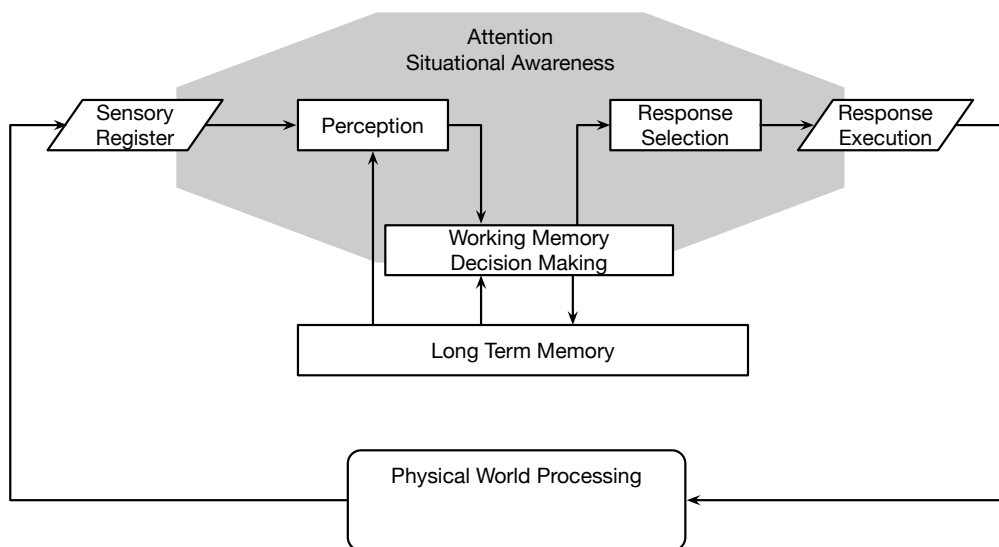 Attention
Situational Awareness
Sensory
Register
Perception
Response
Selection
Response
Execution
Working Memory
Decision Making
Long Term Memory
Physical World Processing